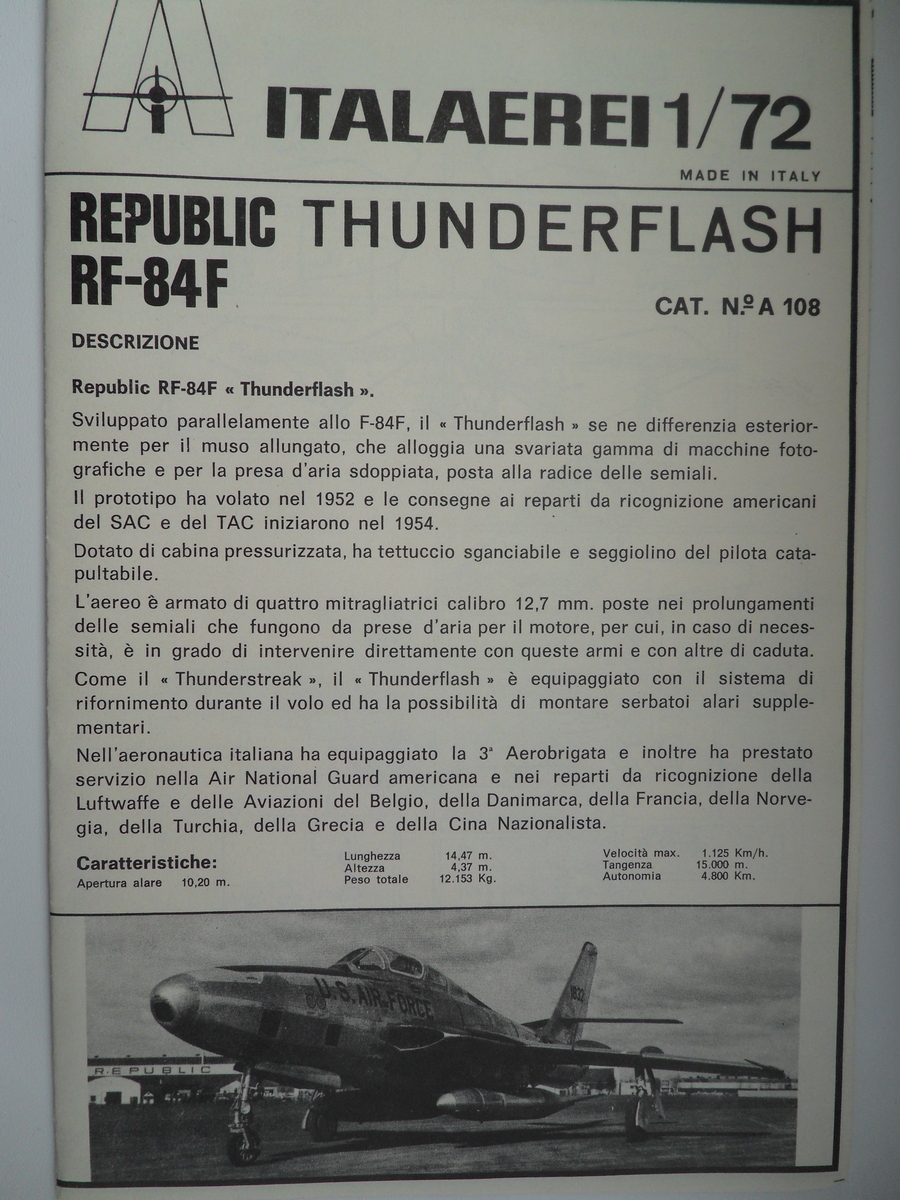 ITALAEREI 1/72
MADE IN ITALY
REPUBLIC THUNDERFLASH
RF-84F
CAT. N.º A 108
DESCRIZIONE
Republic RF-84F « Thunderflash ».
Sviluppato parallelamente allo F-84F, il « Thunderflash » se ne differenzia esterior-
mente per il muso allungato, che alloggia una svariata gamma di macchine foto-
grafiche e per la presa d'aria sdoppiata, posta alla radice delle semiali.
Il prototipo ha volato nel 1952 e le consegne ai reparti da ricognizione americani
del SAC e del TAC iniziarono nel 1954.
Dotato di cabina pressurizzata, ha tettuccio sganciabile e seggiolino del pilota cata-
pultabile.
L'aereo è armato di quattro mitragliatrici calibro 12,7 mm. poste nei prolungamenti
delle semiali che fungono da prese d'aria per il motore, per cui, in caso di neces-
sità, è in grado di intervenire direttamente con queste armi e con altre di caduta.
Come il « Thunderstreak », il « Thunderflash » è equipaggiato con il sistema di
rifornimento durante il volo ed ha la possibilità di montare serbatoi alari supple-
mentari.
Nell'aeronautica italiana ha equipaggiato la 3ª Aerobrigata e inoltre ha prestato
servizio nella Air National Guard americana e nei reparti da ricognizione della
Luftwaffe e delle Aviazioni del Belgio, della Danimarca, della Francia, della Norve-
gia, della Turchia, della Grecia e della Cina Nazionalista.
Caratteristiche:
Apertura alare 10,20 m.
Lunghezza 14,47 m.
Altezza 4,37 m.
Peso totale 12.153 Kg.
Velocità max. 1.125 Km/h.
Tangenza 15.000 m.
Autonomia 4.800 Km.
U.S. AIR FORCE
REPUBLIC